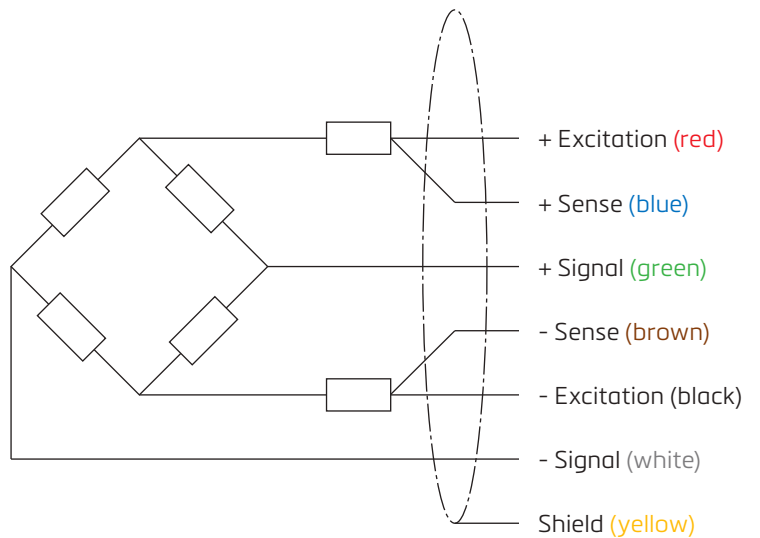 + Excitation (red)
+ Sense (blue)
+ Signal (green)
- Sense (brown)
- Excitation (black)
- Signal (white)
Shield (yellow)